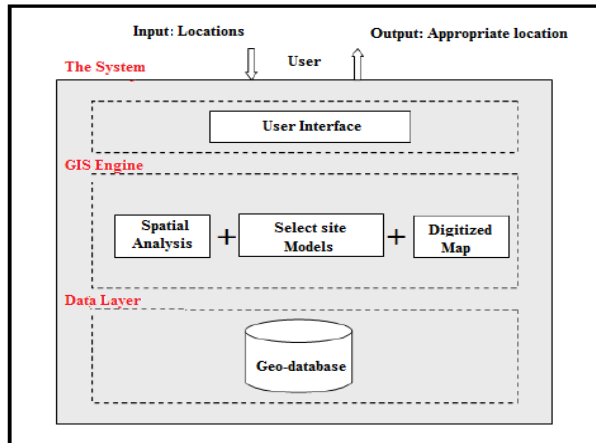 Input: Locations
Output: Appropriate location
User
The System
User Interface
GIS Engine
Spatial
Analysis
+
Select site
Models
+
Digitized
Map
Data Layer
Geo-database